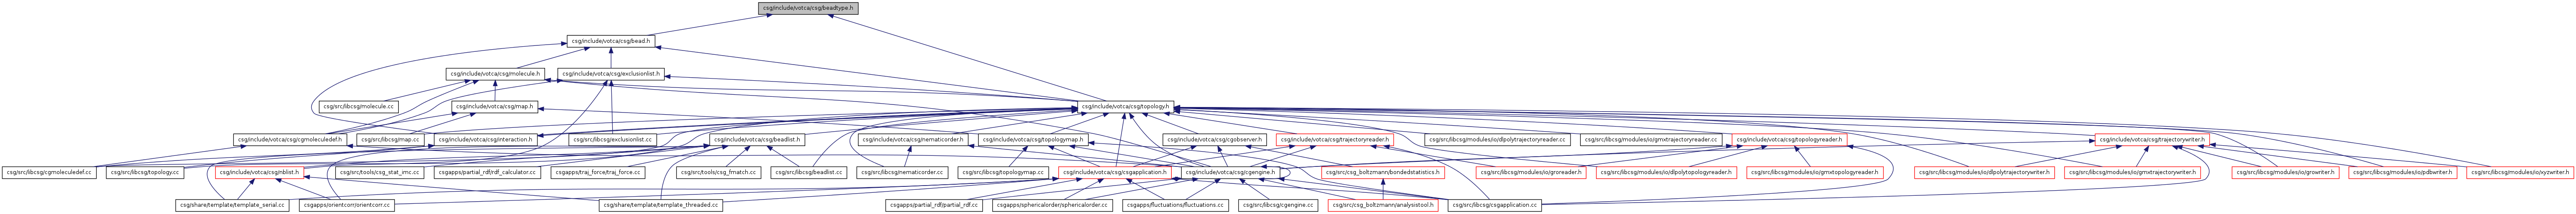 csg/include/votca/csg/beadtype.h
csg/include/votca/csg/bead.h
csg/include/votca/csg/molecule.h
csg/include/votca/csg/exclusionlist.h
csg/src/libcsg/molecule.cc
csg/include/votca/csg/map.h
csg/include/votca/csg/topology.h
csg/include/votca/csg/cgmoleculedef.h
csg/src/libcsg/map.cc
csg/include/votca/csg/interaction.h
csg/src/libcsg/exclusionlist.cc
csg/include/votca/csg/beadlist.h
csg/include/votca/csg/nematicorder.h
csg/include/votca/csg/topologymap.h
csg/include/votca/csg/cgobserver.h
csg/include/votca/csg/trajectoryreader.h
csg/src/libcsg/modules/io/dlpolytrajectoryreader.cc
csg/src/libcsg/modules/io/gmxtrajectoryreader.cc
csg/include/votca/csg/topologyreader.h
csg/include/votca/csg/trajectorywriter.h
csg/src/libcsg/cgmoleculedef.cc
csg/src/libcsg/topology.cc
csg/include/votca/csg/nblist.h
csg/src/tools/csg_stat_imc.cc
csgapps/partial_rdf/rdf_calculator.cc
csgapps/traj_force/traj_force.cc
csg/src/tools/csg_fmatch.cc
csg/src/libcsg/beadlist.cc
csg/src/libcsg/nematicorder.cc
csg/src/libcsg/topologymap.cc
csg/include/votca/csg/csgapplication.h
csg/include/votca/csg/cgengine.h
csg/src/csg_boltzmann/bondedstatistics.h
csg/src/libcsg/modules/io/groreader.h
csg/src/libcsg/modules/io/dlpolytopologyreader.h
csg/src/libcsg/modules/io/gmxtopologyreader.h
csg/src/libcsg/modules/io/dlpolytrajectorywriter.h
csg/src/libcsg/modules/io/gmxtrajectorywriter.h
csg/src/libcsg/modules/io/growriter.h
csg/src/libcsg/modules/io/pdbwriter.h
csg/src/libcsg/modules/io/xyzwriter.h
csg/share/template/template_serial.cc
csgapps/orientcorr/orientcorr.cc
csg/share/template/template_threaded.cc
csgapps/partial_rdf/partial_rdf.cc
csgapps/sphericalorder/sphericalorder.cc
csgapps/fluctuations/fluctuations.cc
csg/src/libcsg/cgengine.cc
csg/src/csg_boltzmann/analysistool.h
csg/src/libcsg/csgapplication.cc